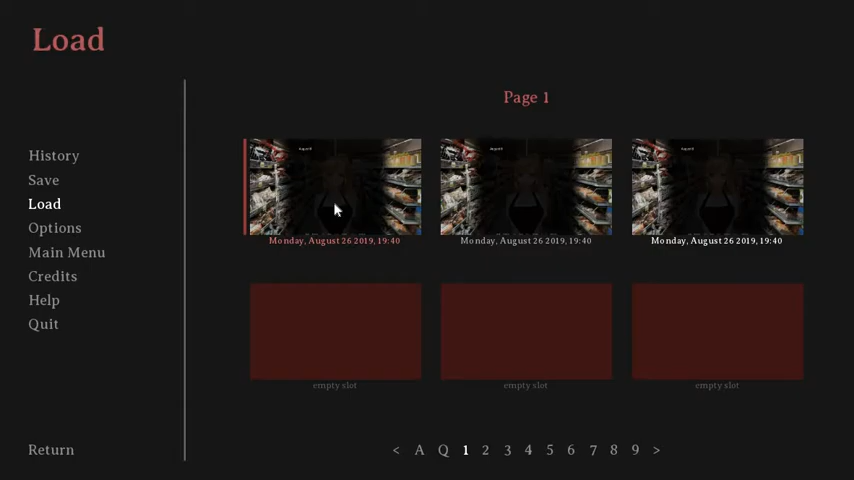 Load
Page 1
History
Save
Load
Options
Main Menu
Credits
Help
Quit
Return
Monday, August 26 2019, 19:40
Monday, August 26 2019, 19:40
Monday, August 26 2019, 19:40
empty slot
empty slot
empty slot
< A Q 1 2 3 4 5 6 7 8 9 >